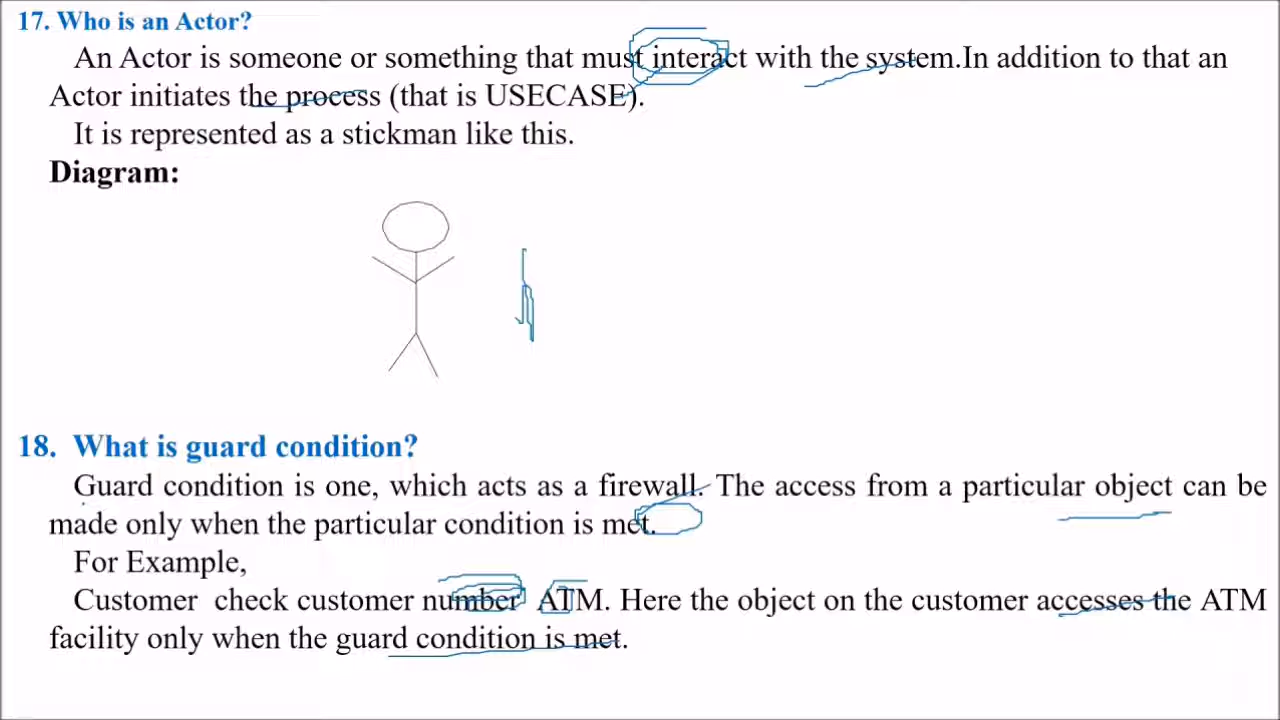 17. Who is an Actor?
An Actor is someone or something that must interact with the system.In addition to that an
Actor initiates the process (that is USECASE).
It is represented as a stickman like this.
Diagram:
18. What is guard condition?
Guard condition is one, which acts as a firewall. The access from a particular object can be
made only when the particular condition is met.
For Example,
Customer check customer number ATM. Here the object on the customer accesses the ATM
facility only when the guard condition is met.